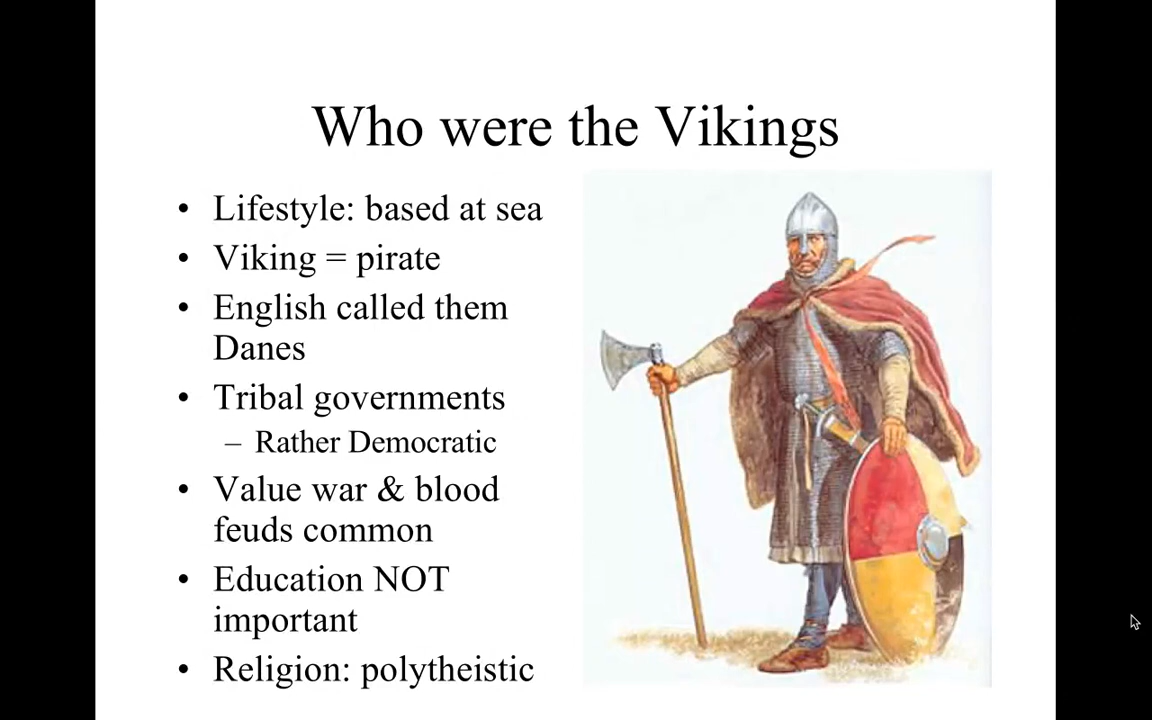 Who were the Vikings
• Lifestyle: based at sea
• Viking = pirate
• English called them
Danes
• Tribal governments
– Rather Democratic
• Value war & blood
feuds common
• Education NOT
important
• Religion: polytheistic